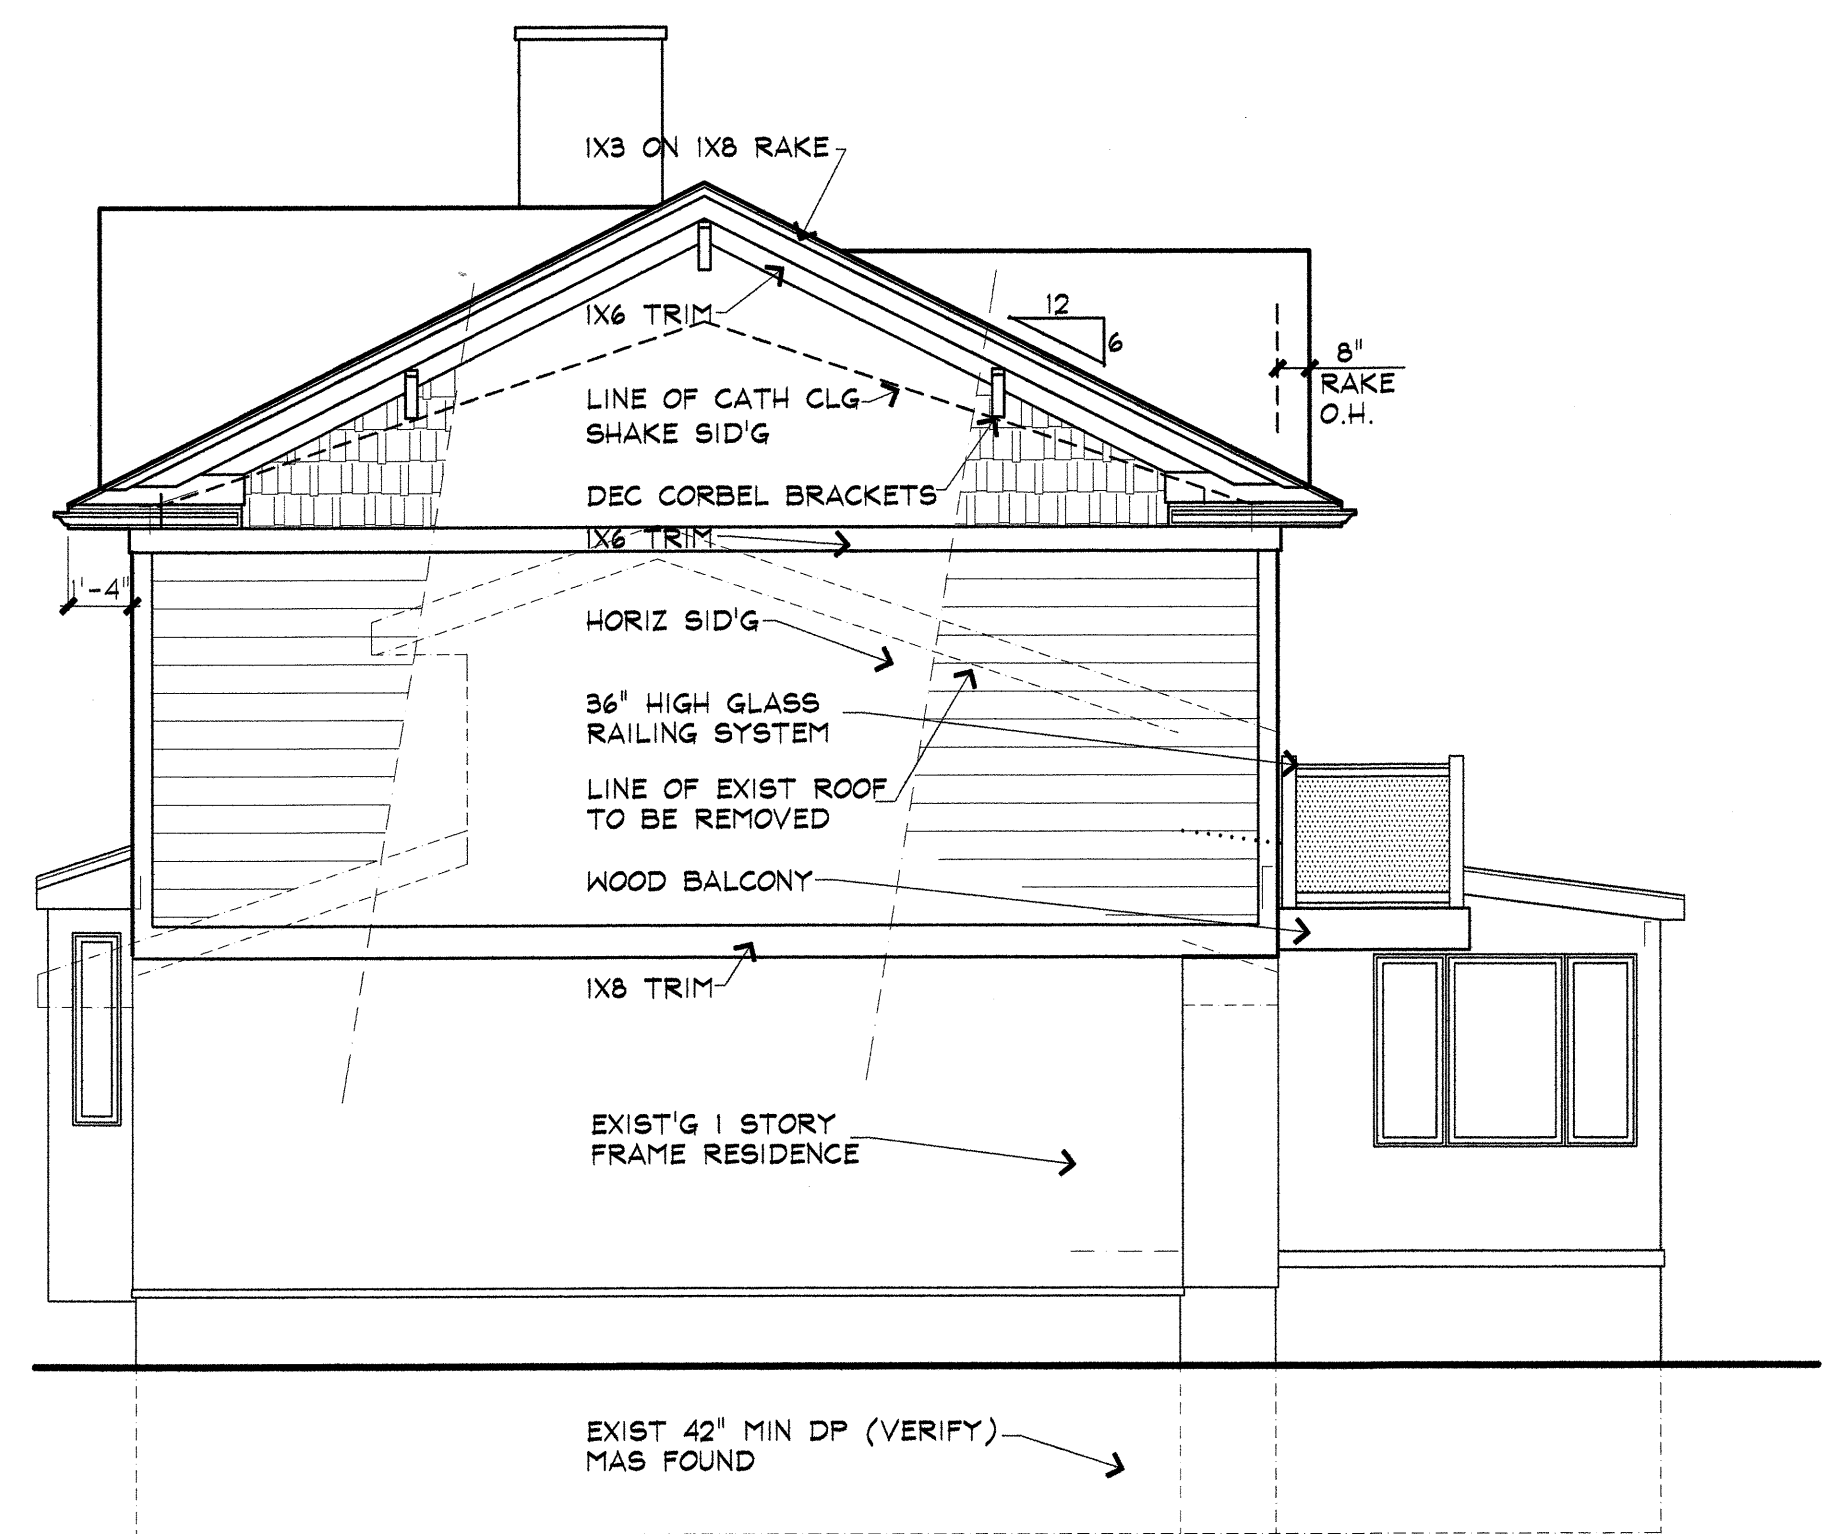 1X3 ON 1X8 RAKE
1X6 TRIM
12
6
8"
RAKE
O.H.
LINE OF CATH CLG
SHAKE SID'G
DEC CORBEL BRACKETS
1X6 TRIM
1'-4"
HORIZ SID'G
36" HIGH GLASS
RAILING SYSTEM
LINE OF EXIST ROOF
TO BE REMOVED
WOOD BALCONY
1X8 TRIM
EXIST'G 1 STORY
FRAME RESIDENCE
EXIST 42" MIN DP (VERIFY)
MAS FOUND